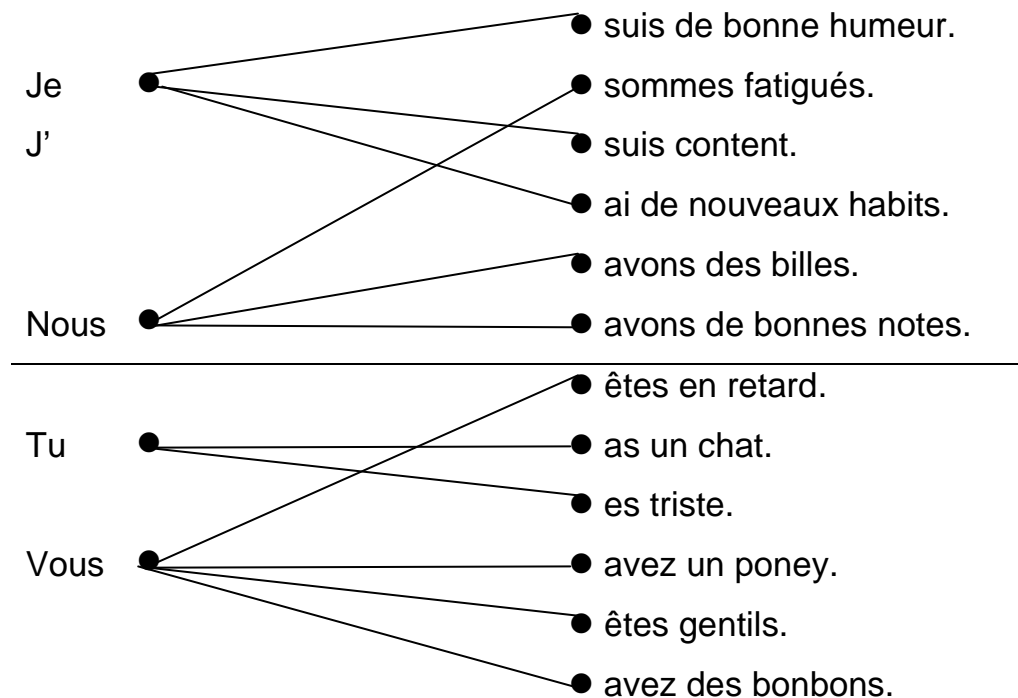 ● suis de bonne humeur.
Je ● ● sommes fatigués.
J’ ● suis content.
● ai de nouveaux habits.
● avons des billes.
Nous ● ● avons de bonnes notes.
● êtes en retard.
Tu ● ● as un chat.
● es triste.
Vous ● ● avez un poney.
● êtes gentils.
● avez des bonbons.